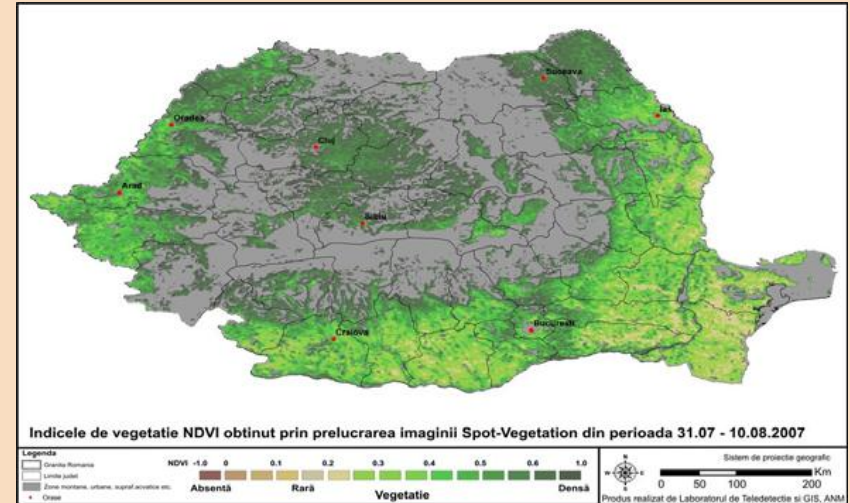 Suceava
Iasi
Oradea
Cluj
Arad
Sibiu
Craiova
Bucuresti
Indicele de vegetatie NDVI obtinut prin prelucrarea imaginii Spot-Vegetation din perioada 31.07 - 10.08.2007
Legenda
Granita Romania
Limite judet
Zone montane, urbane, supraf.acvatice etc.
Orase
NDVI -1.0 0 0.1 0.2 0.3 0.4 0.5 0.6 1.0
Absentă Rară Densă
Vegetatie
N
W E
S
Sistem de proiectie geografic
Km
0 50 100 200
Produs realizat de Laboratorul de Teledetectie si GIS, ANM